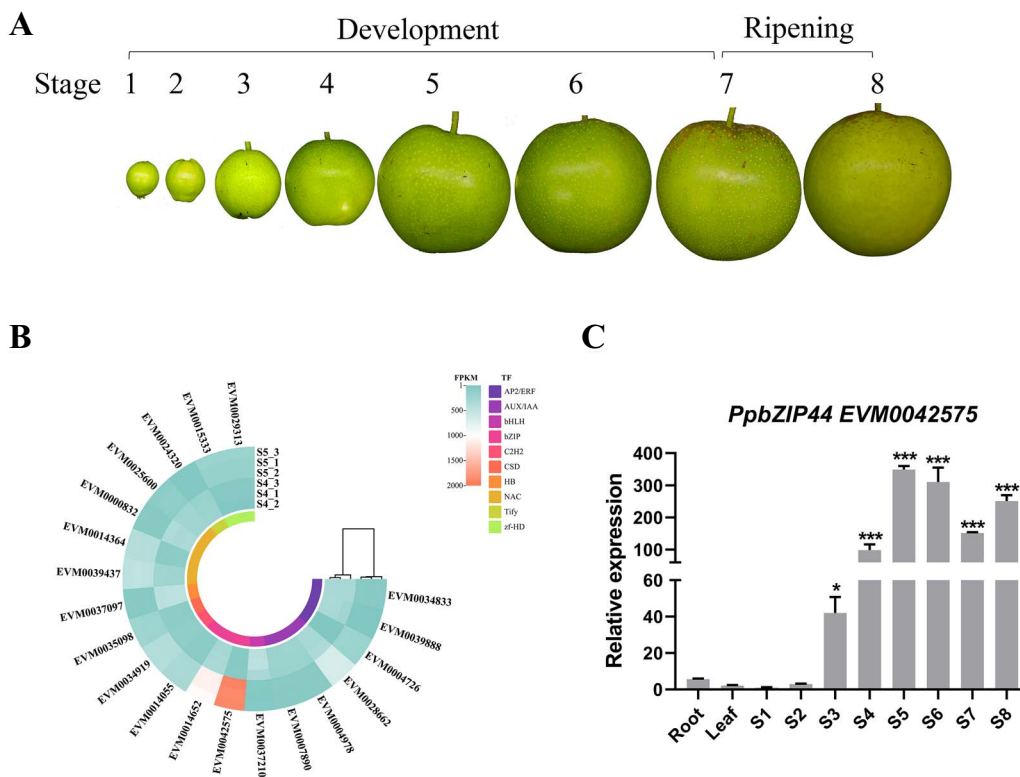 A
Development
Ripening
Stage 1 2 3 4 5 6 7 8
B
FPKM
1
500
1000
1500
2000
TF
AP2/ERF
AUX/IAA
bHLH
bZIP
C2H2
CSD
HB
NAC
Tify
zf-HD
EVM0029313
EVM0015333
EVM0024320
EVM0025600
EVM0000832
EVM0014364
EVM0039437
EVM0037097
EVM0035098
EVM0034919
EVM0014055
EVM0014652
EVM0042575
EVM0037210
EVM0007890
EVM0004978
EVM0028662
EVM0004726
EVM0039888
EVM0034833
S5_3
S5_1
S5_2
S4_3
S4_1
S4_2
C
PpbZIP44 EVM0042575
Relative expression
400
300
200
100
60
40
20
0
*
***
***
***
***
***
Root
Leaf
S1
S2
S3
S4
S5
S6
S7
S8